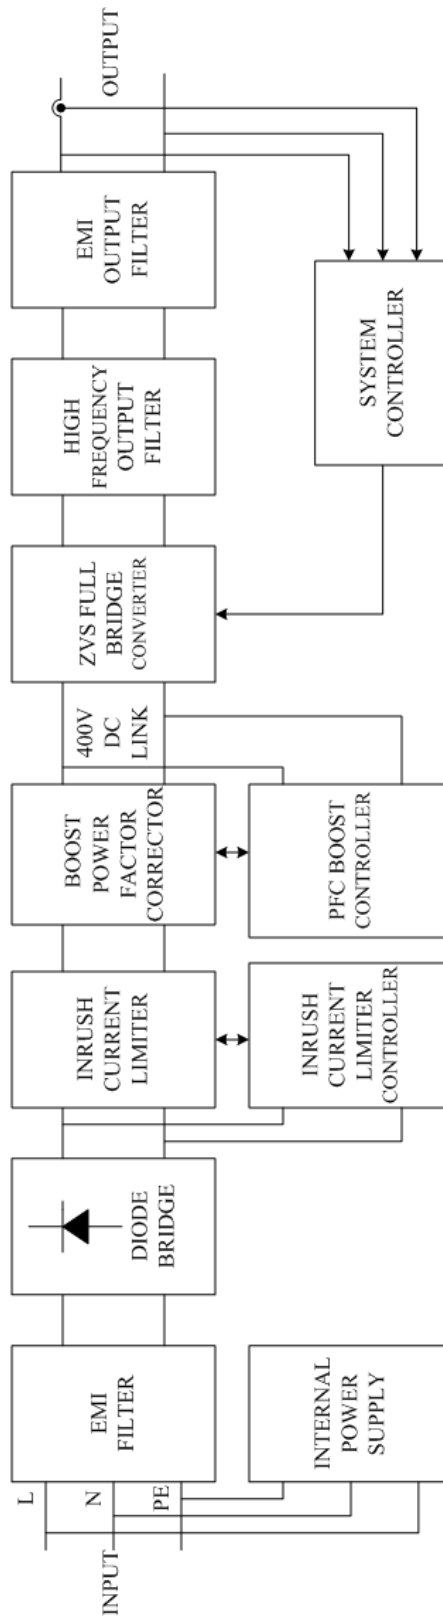 INPUT
L
N
PE
EMI
FILTER
DIODE
BRIDGE
INRUSH
CURRENT
LIMITER
BOOST
POWER
FACTOR
CORRECTOR
400V
DC
LINK
ZVS FULL
BRIDGE
CONVERTER
HIGH
FREQUENCY
OUTPUT
FILTER
EMI
OUTPUT
FILTER
OUTPUT
INTERNAL
POWER
SUPPLY
INRUSH
CURRENT
LIMITER
CONTROLLER
PFC BOOST
CONTROLLER
SYSTEM
CONTROLLER